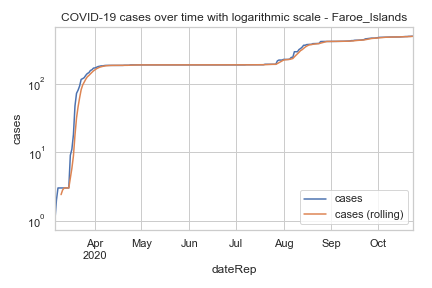 COVID-19 cases over time with logarithmic scale - Faroe_Islands
cases
10²
10¹
10⁰
Apr
2020
May
Jun
Jul
Aug
Sep
Oct
dateRep
cases
cases (rolling)